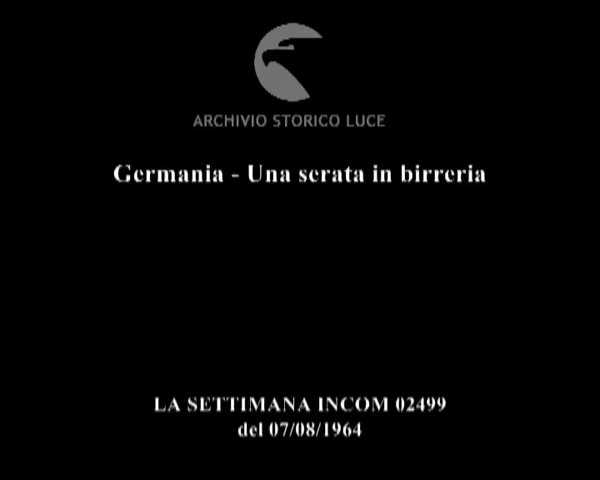 ARCHIVIO STORICO LUCE
Germania - Una serata in birreria
LA SETTIMANA INCOM 02499
del 07/08/1964